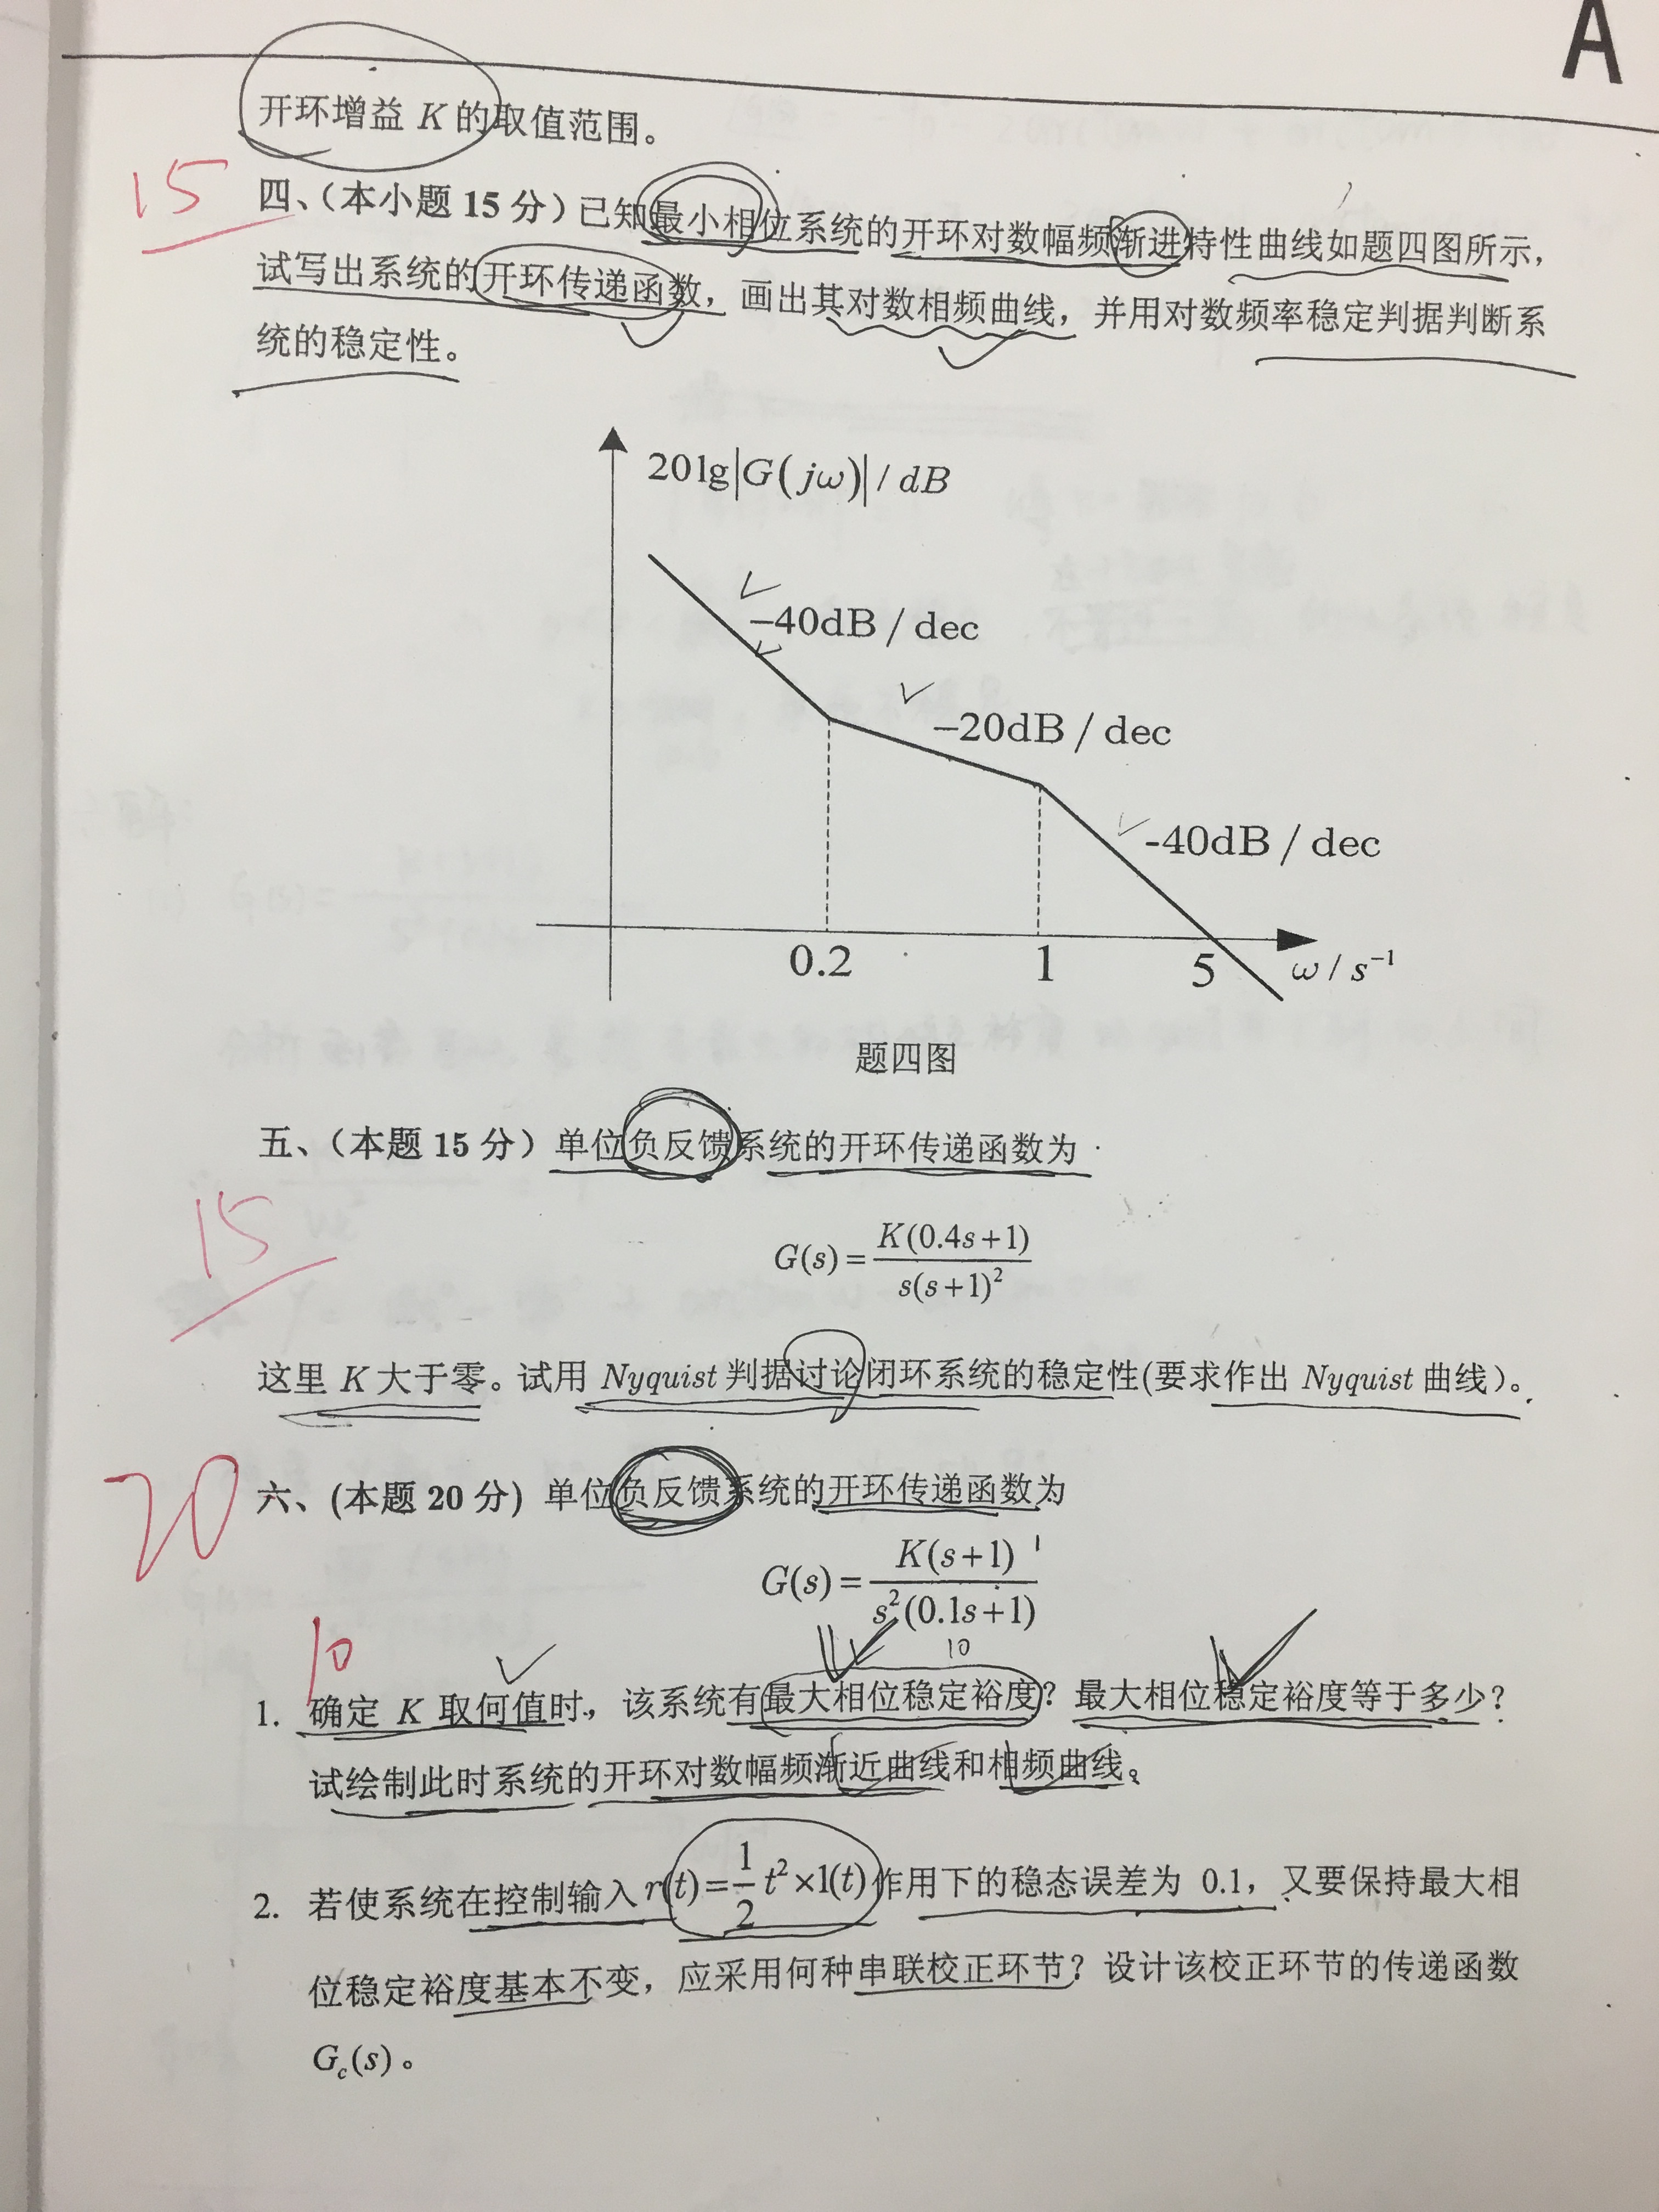 A
开环增益 K 的取值范围。
15
四、（本小题 15 分）已知最小相位系统的开环对数幅频渐进特性曲线如题四图所示，
试写出系统的开环传递函数，画出其对数相频曲线，并用对数频率稳定判据判断系
统的稳定性。
20lg|G(jω)| / dB
−40dB / dec
−20dB / dec
-40dB / dec
0.2 1 5 ω / s⁻¹
题四图
五、（本题 15 分）单位负反馈系统的开环传递函数为
15
G(s) = K(0.4s+1) / s(s+1)²
这里 K 大于零。试用 Nyquist 判据讨论闭环系统的稳定性(要求作出 Nyquist 曲线)。
20
六、(本题 20 分) 单位负反馈系统的开环传递函数为
G(s) = K(s+1) / s²(0.1s+1)
1
10
10
1. 确定 K 取何值时，该系统有最大相位稳定裕度？最大相位稳定裕度等于多少？
试绘制此时系统的开环对数幅频渐近曲线和相频曲线。
2. 若使系统在控制输入 r(t)=1/2 t²×1(t) 作用下的稳态误差为 0.1，又要保持最大相
位稳定裕度基本不变，应采用何种串联校正环节？设计该校正环节的传递函数
Gc(s)。